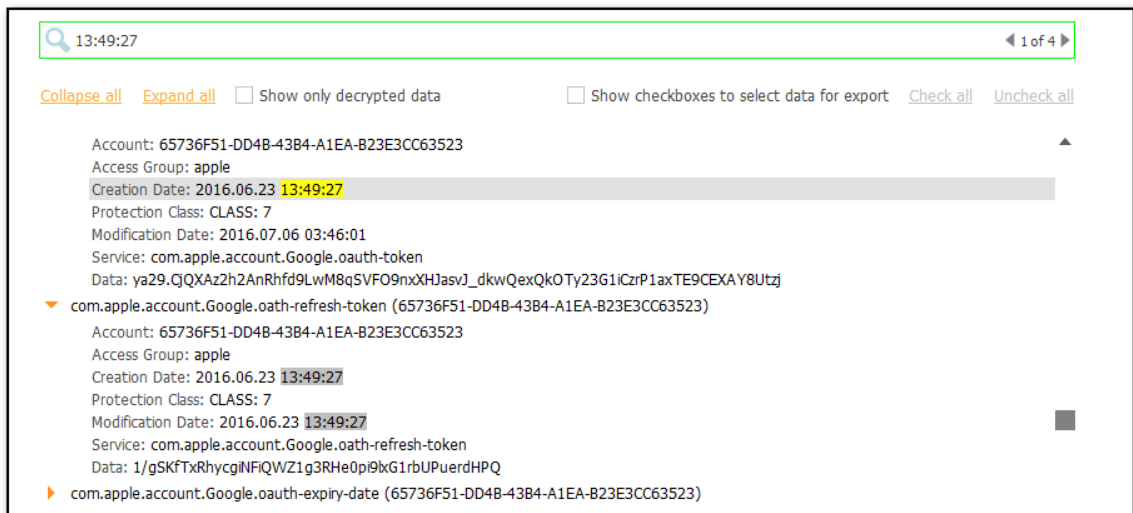 13:49:27 1 of 4
Collapse all Expand all Show only decrypted data Show checkboxes to select data for export Check all Uncheck all
Account: 65736F51-DD4B-43B4-A1EA-B23E3CC63523
Access Group: apple
Creation Date: 2016.06.23 13:49:27
Protection Class: CLASS: 7
Modification Date: 2016.07.06 03:46:01
Service: com.apple.account.Google.oauth-token
Data: ya29.CjQXAz2h2AnRhfd9LwM8qSVFO9nxXHJasvJ_dkwQexQkOTy23G1iCzrP1axTE9CEXAY8Utzj
com.apple.account.Google.oath-refresh-token (65736F51-DD4B-43B4-A1EA-B23E3CC63523)
Account: 65736F51-DD4B-43B4-A1EA-B23E3CC63523
Access Group: apple
Creation Date: 2016.06.23 13:49:27
Protection Class: CLASS: 7
Modification Date: 2016.06.23 13:49:27
Service: com.apple.account.Google.oath-refresh-token
Data: 1/gSKfTxRhycgiNFiQWZ1g3RHe0pi9lxG1rbUPuerdHPQ
com.apple.account.Google.oauth-expiry-date (65736F51-DD4B-43B4-A1EA-B23E3CC63523)